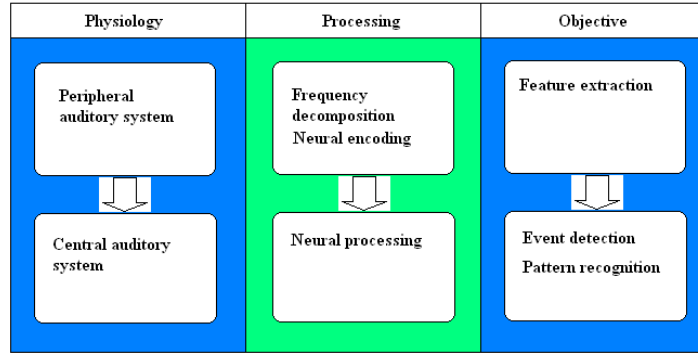 Physiology
Processing
Objective
Peripheral
auditory system
Frequency
decomposition
Neural encoding
Feature extraction
Central auditory
system
Neural processing
Event detection
Pattern recognition